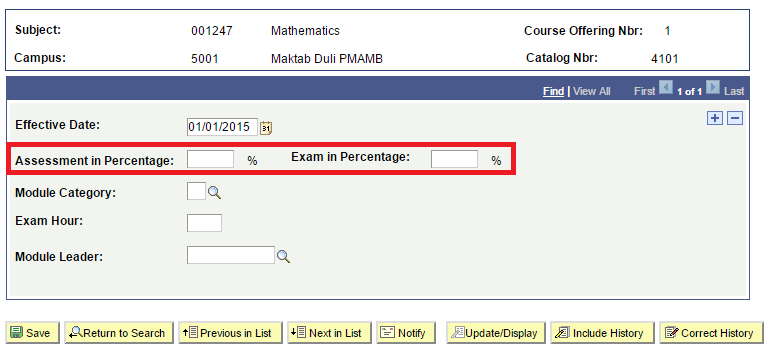 Subject: 001247 Mathematics Course Offering Nbr: 1
Campus: 5001 Maktab Duli PMAMB Catalog Nbr: 4101
Find | View All First 1 of 1 Last
Effective Date: 01/01/2015 31
Assessment in Percentage: % Exam in Percentage: %
Module Category:
Exam Hour:
Module Leader:
Save Return to Search Previous in List Next in List Notify Update/Display Include History Correct History